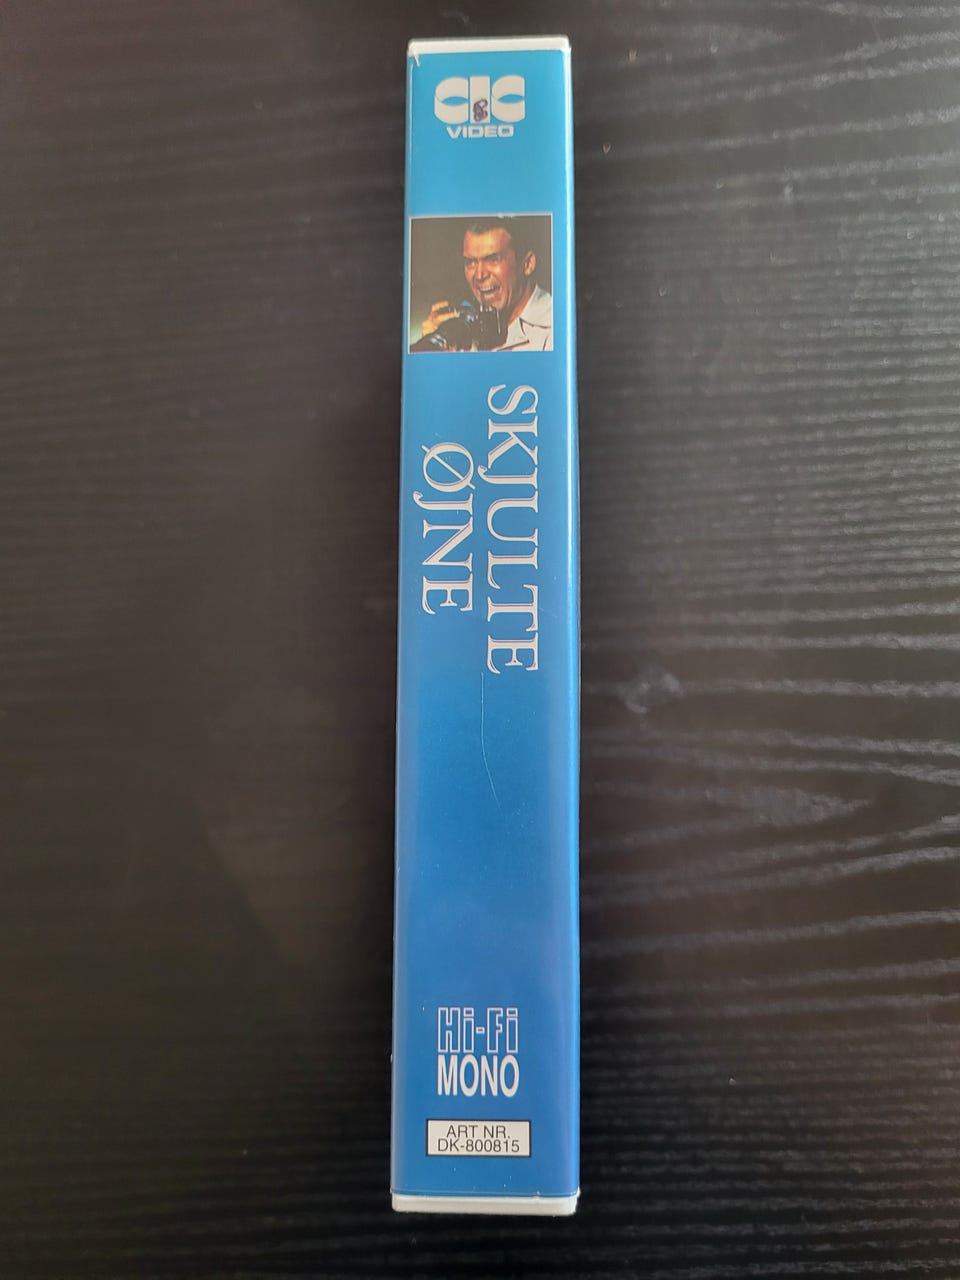 CIC
VIDEO
SKJULTE
ØJNE
Hi-Fi
MONO
ART NR.
DK-800815